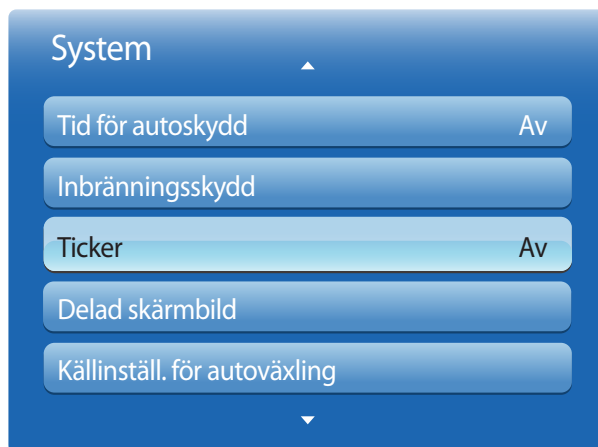 System
Tid för autoskydd Av
Inbränningsskydd
Ticker Av
Delad skärmbild
Källinställ. för autoväxling